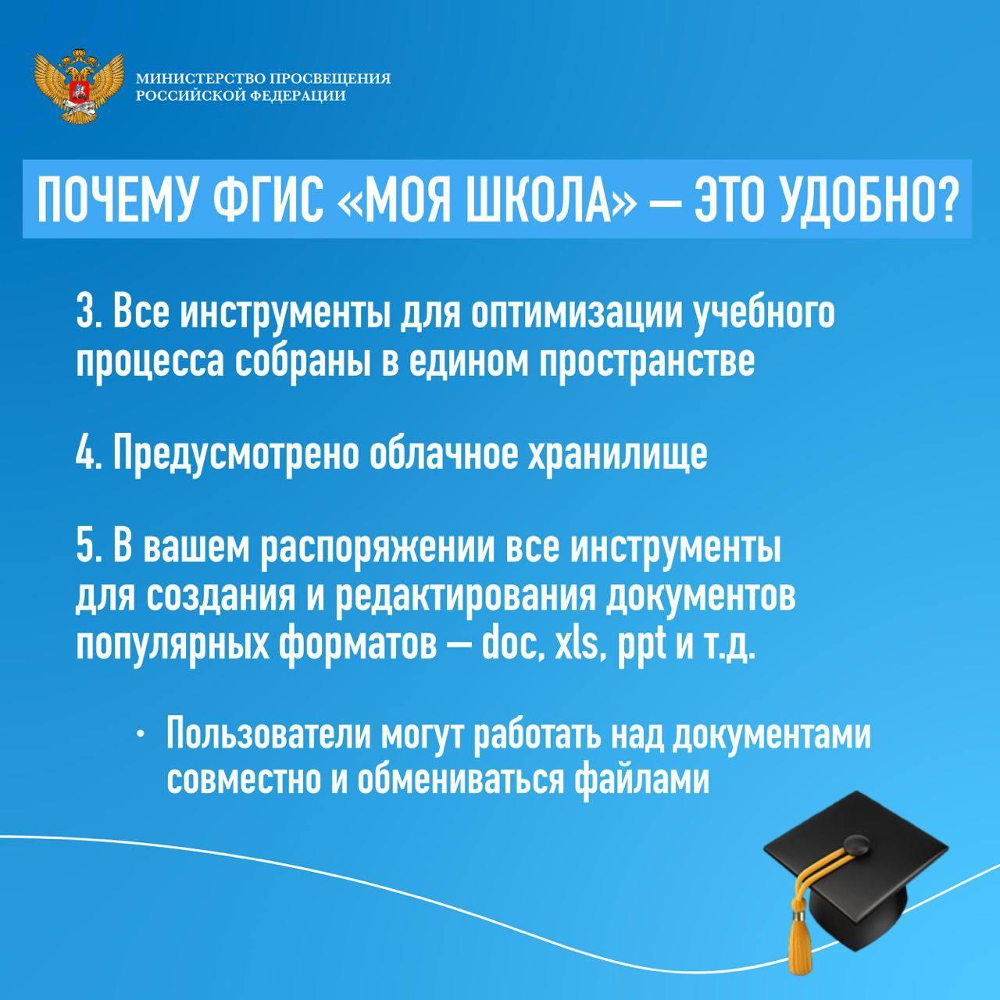 МИНИСТЕРСТВО ПРОСВЕЩЕНИЯ
РОССИЙСКОЙ ФЕДЕРАЦИИ
ПОЧЕМУ ФГИС «МОЯ ШКОЛА» – ЭТО УДОБНО?
3. Все инструменты для оптимизации учебного
процесса собраны в едином пространстве
4. Предусмотрено облачное хранилище
5. В вашем распоряжении все инструменты
для создания и редактирования документов
популярных форматов – doc, xls, ppt и т.д.
• Пользователи могут работать над документами
совместно и обмениваться файлами